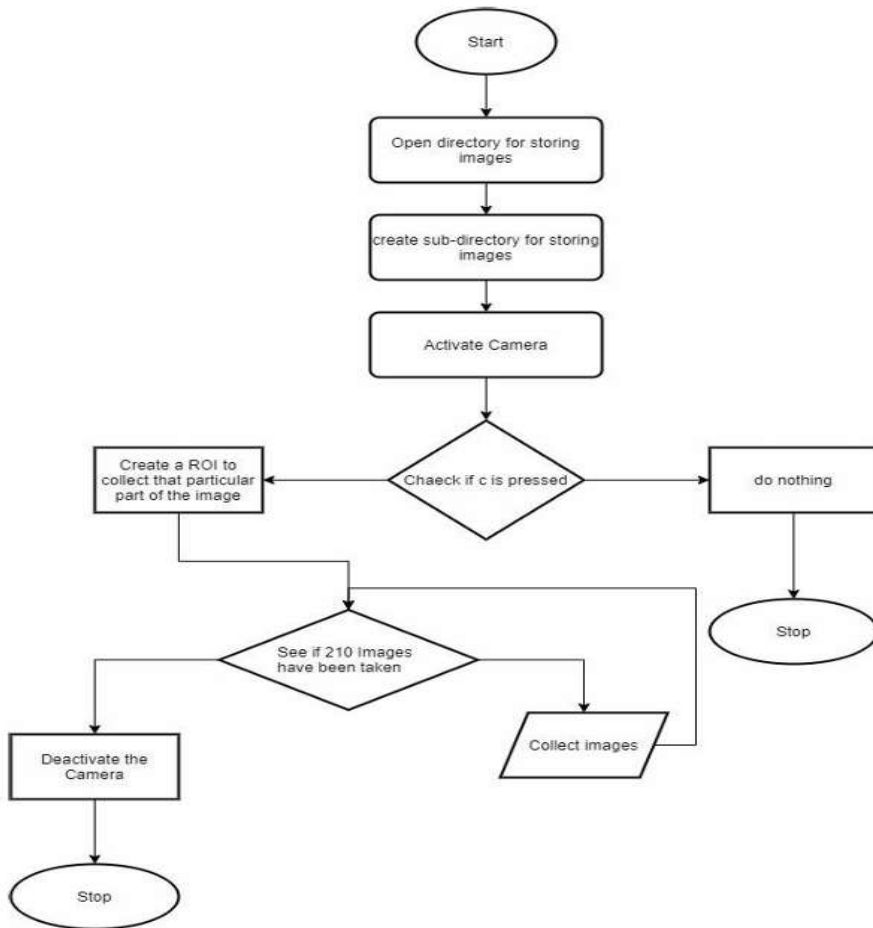 Start
Open directory for storing
images
create sub-directory for storing
images
Activate Camera
Create a ROI to
collect that particular
part of the image
Chaeck if c is pressed
do nothing
See if 210 Images
have been taken
Stop
Deactivate the
Camera
Collect images
Stop